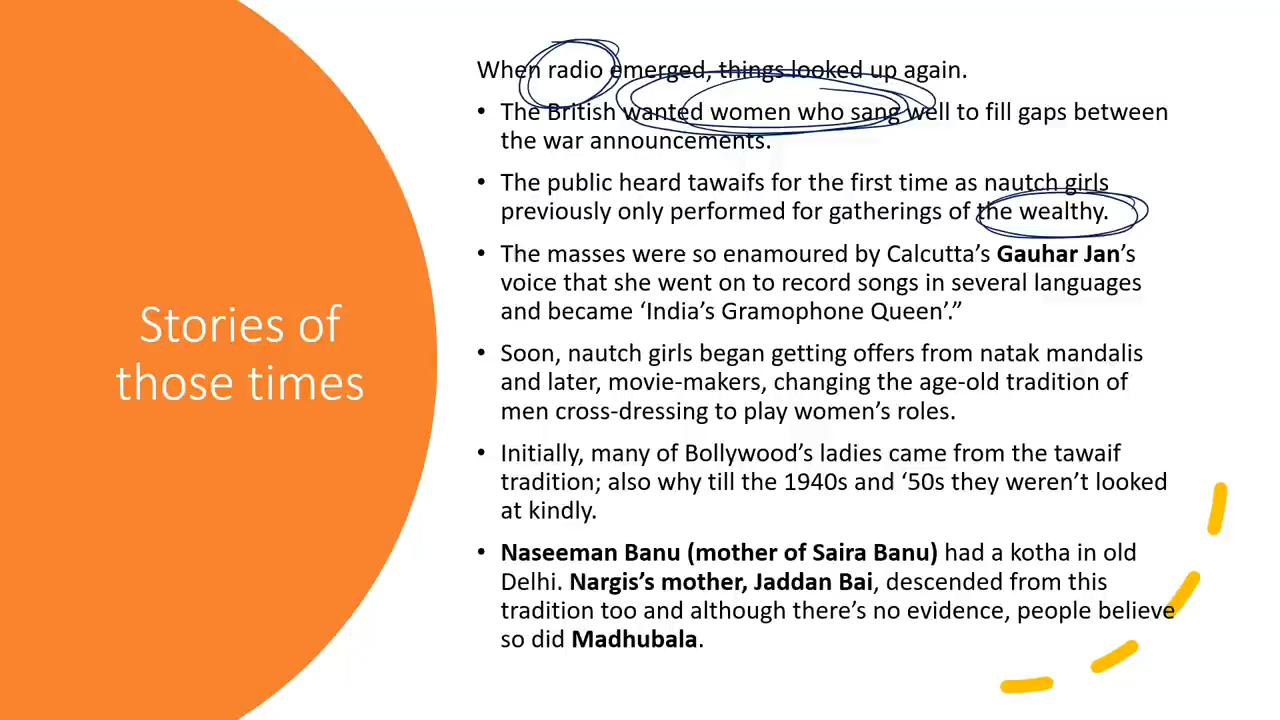 Stories of
those times
When radio emerged, things looked up again.
• The British wanted women who sang well to fill gaps between
the war announcements.
• The public heard tawaifs for the first time as nautch girls
previously only performed for gatherings of the wealthy.
• The masses were so enamoured by Calcutta’s Gauhar Jan’s
voice that she went on to record songs in several languages
and became ‘India’s Gramophone Queen’.”
• Soon, nautch girls began getting offers from natak mandalis
and later, movie-makers, changing the age-old tradition of
men cross-dressing to play women’s roles.
• Initially, many of Bollywood’s ladies came from the tawaif
tradition; also why till the 1940s and ‘50s they weren’t looked
at kindly.
• Naseeman Banu (mother of Saira Banu) had a kotha in old
Delhi. Nargis’s mother, Jaddan Bai, descended from this
tradition too and although there’s no evidence, people believe
so did Madhubala.